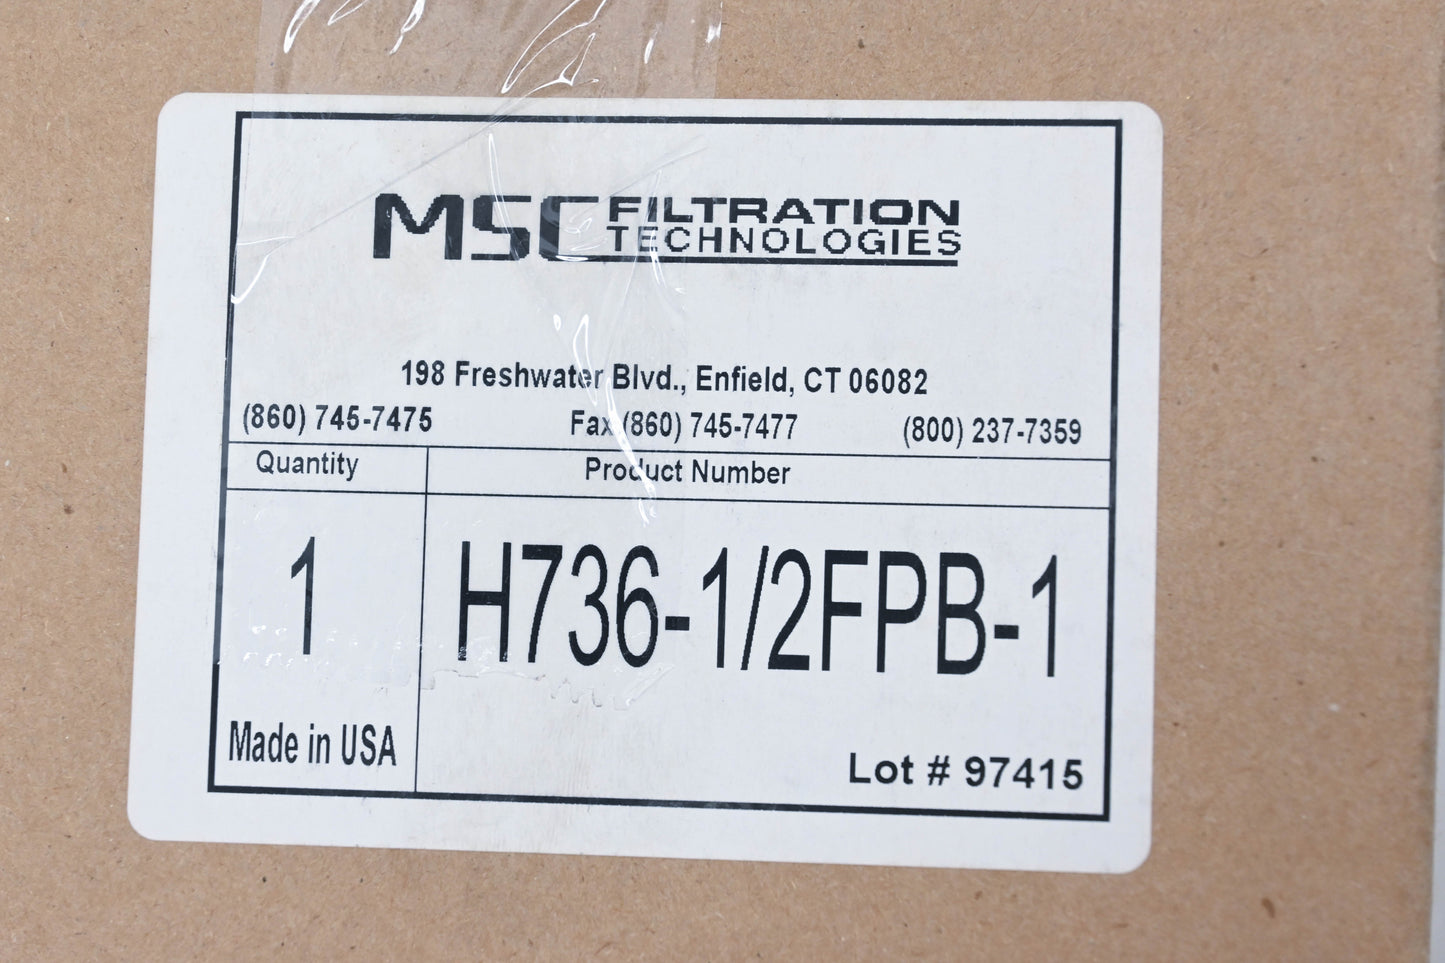 MSC FILTRATION
TECHNOLOGIES
198 Freshwater Blvd., Enfield, CT 06082
(860) 745-7475 Fax (860) 745-7477 (800) 237-7359
Quantity Product Number
1 H736-1/2FPB-1
Made in USA
Lot # 97415